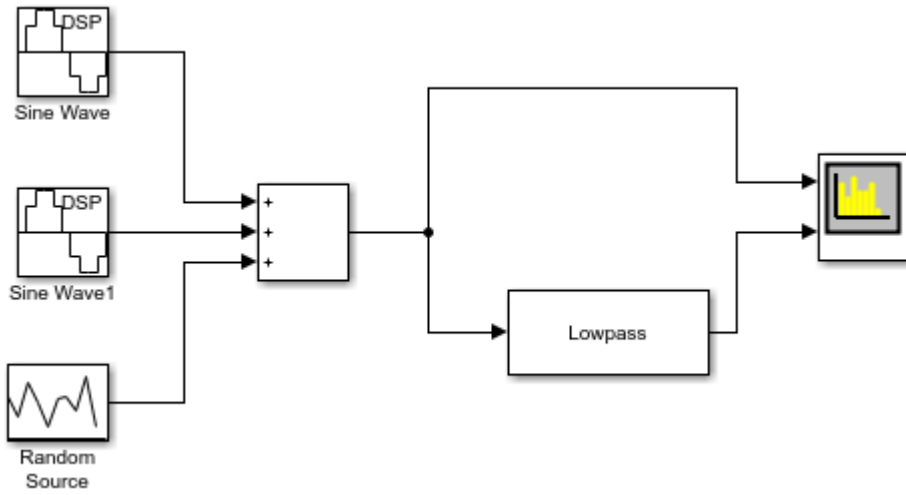 DSP
Sine Wave
DSP
Sine Wave1
+
+
+
Lowpass
Random
Source